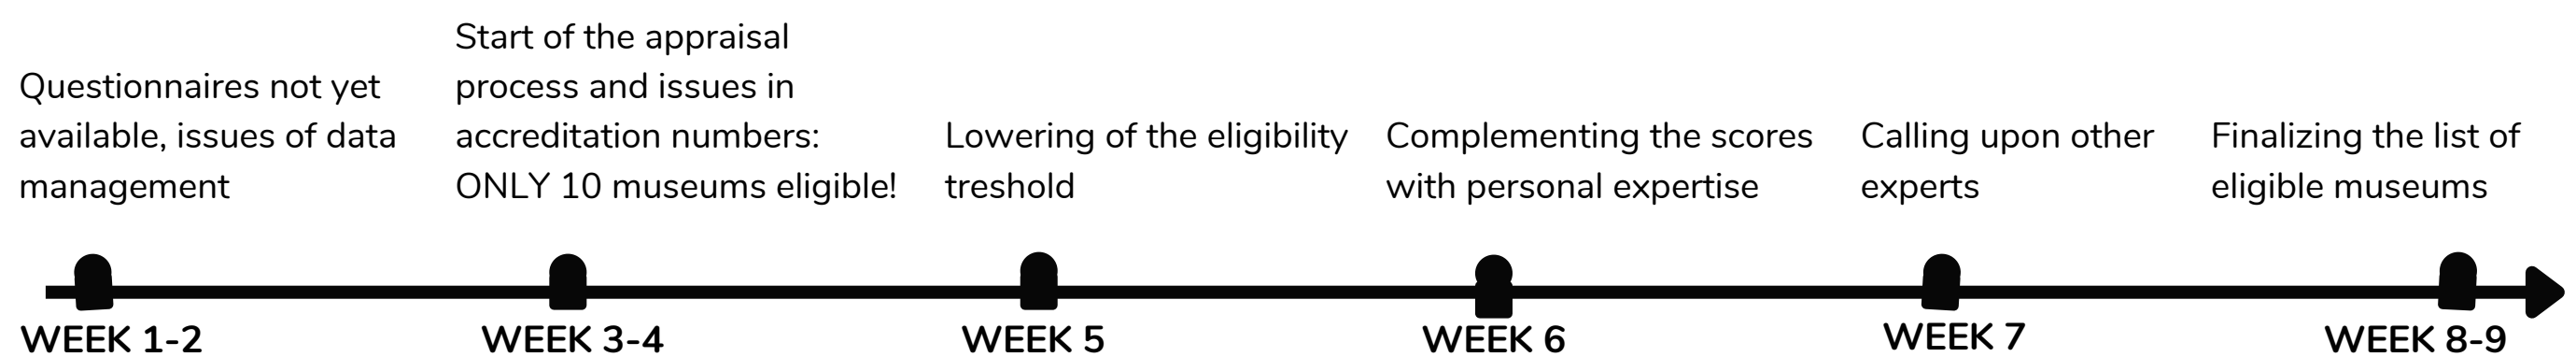 Questionnaires not yet
available, issues of data
management
Start of the appraisal
process and issues in
accreditation numbers:
ONLY 10 museums eligible!
Lowering of the eligibility
treshold
Complementing the scores
with personal expertise
Calling upon other
experts
Finalizing the list of
eligible museums
WEEK 1-2
WEEK 3-4
WEEK 5
WEEK 6
WEEK 7
WEEK 8-9